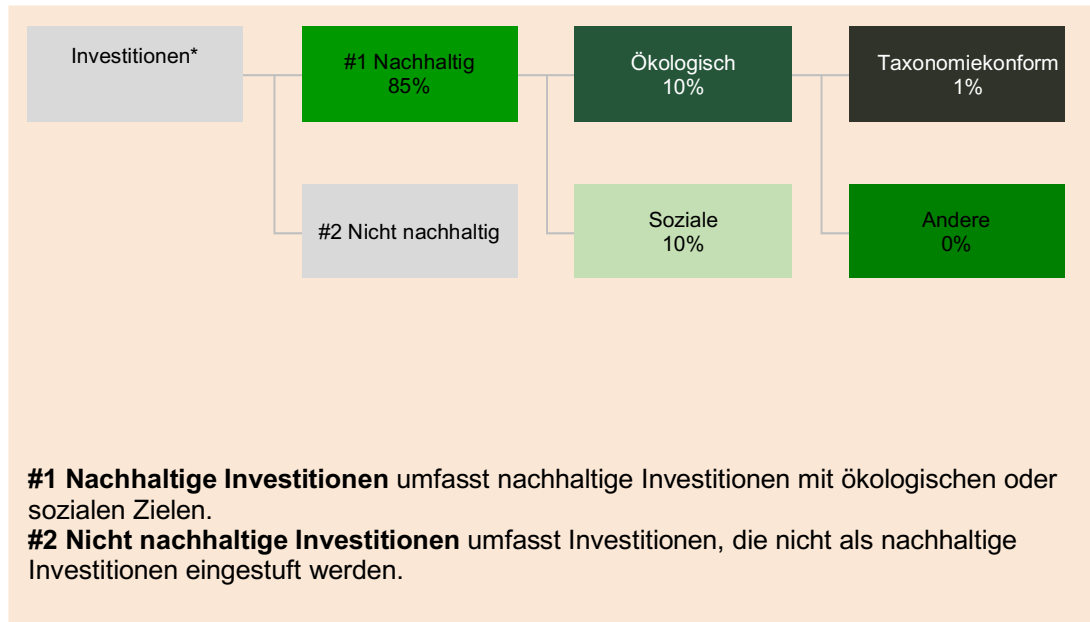 Investitionen*
#1 Nachhaltig
85%
Ökologisch
10%
Taxonomiekonform
1%
#2 Nicht nachhaltig
Soziale
10%
Andere
0%
#1 Nachhaltige Investitionen umfasst nachhaltige Investitionen mit ökologischen oder
sozialen Zielen.
#2 Nicht nachhaltige Investitionen umfasst Investitionen, die nicht als nachhaltige
Investitionen eingestuft werden.